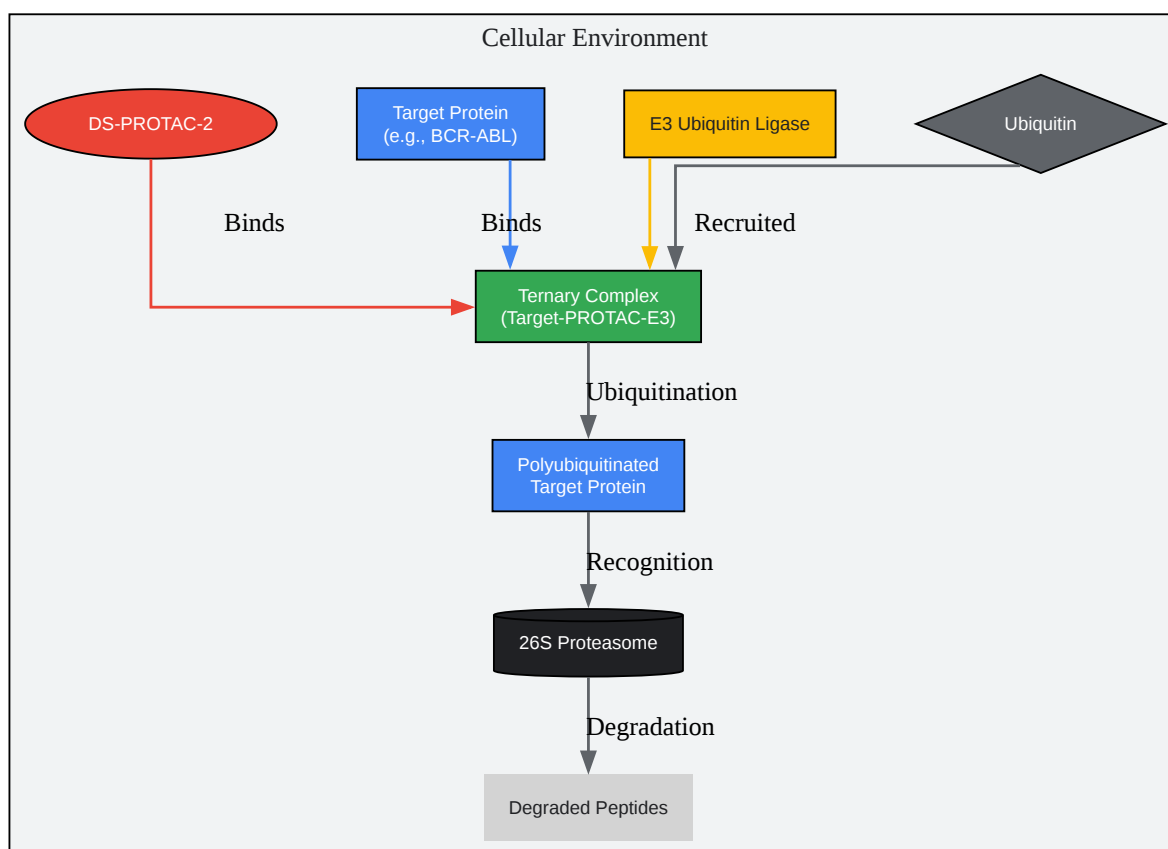 Cellular Environment
DS-PROTAC-2
Target Protein
(e.g., BCR-ABL)
E3 Ubiquitin Ligase
Ubiquitin
Binds
Binds
Recruited
Ternary Complex
(Target-PROTAC-E3)
Ubiquitination
Polyubiquitinated
Target Protein
Recognition
26S Proteasome
Degradation
Degraded Peptides